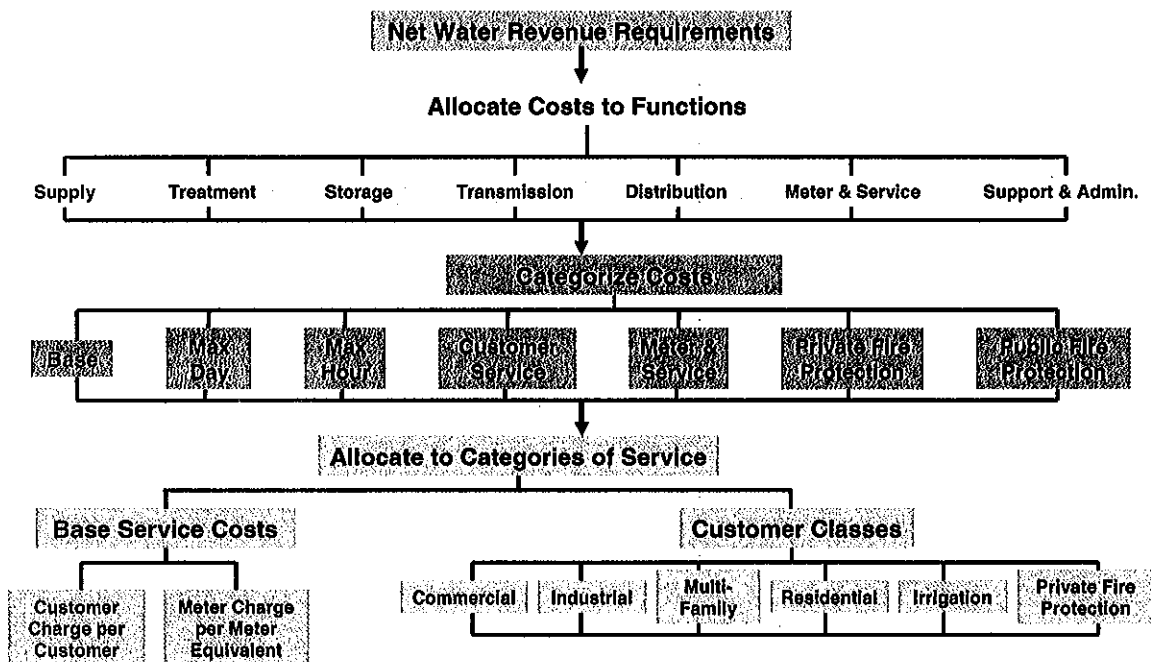 Net Water Revenue Requirements
Allocate Costs to Functions
Supply
Treatment
Storage
Transmission
Distribution
Meter & Service
Support & Admin.
Categorize Costs
Base
Max
Day
Max
Hour
Customer
Service
Meter &
Service
Private Fire
Protection
Public Fire
Protection
Allocate to Categories of Service
Base Service Costs
Customer Classes
Customer
Charge per
Customer
Meter Charge
per Meter
Equivalent
Commercial
Industrial
Multi-
Family
Residential
Irrigation
Private Fire
Protection